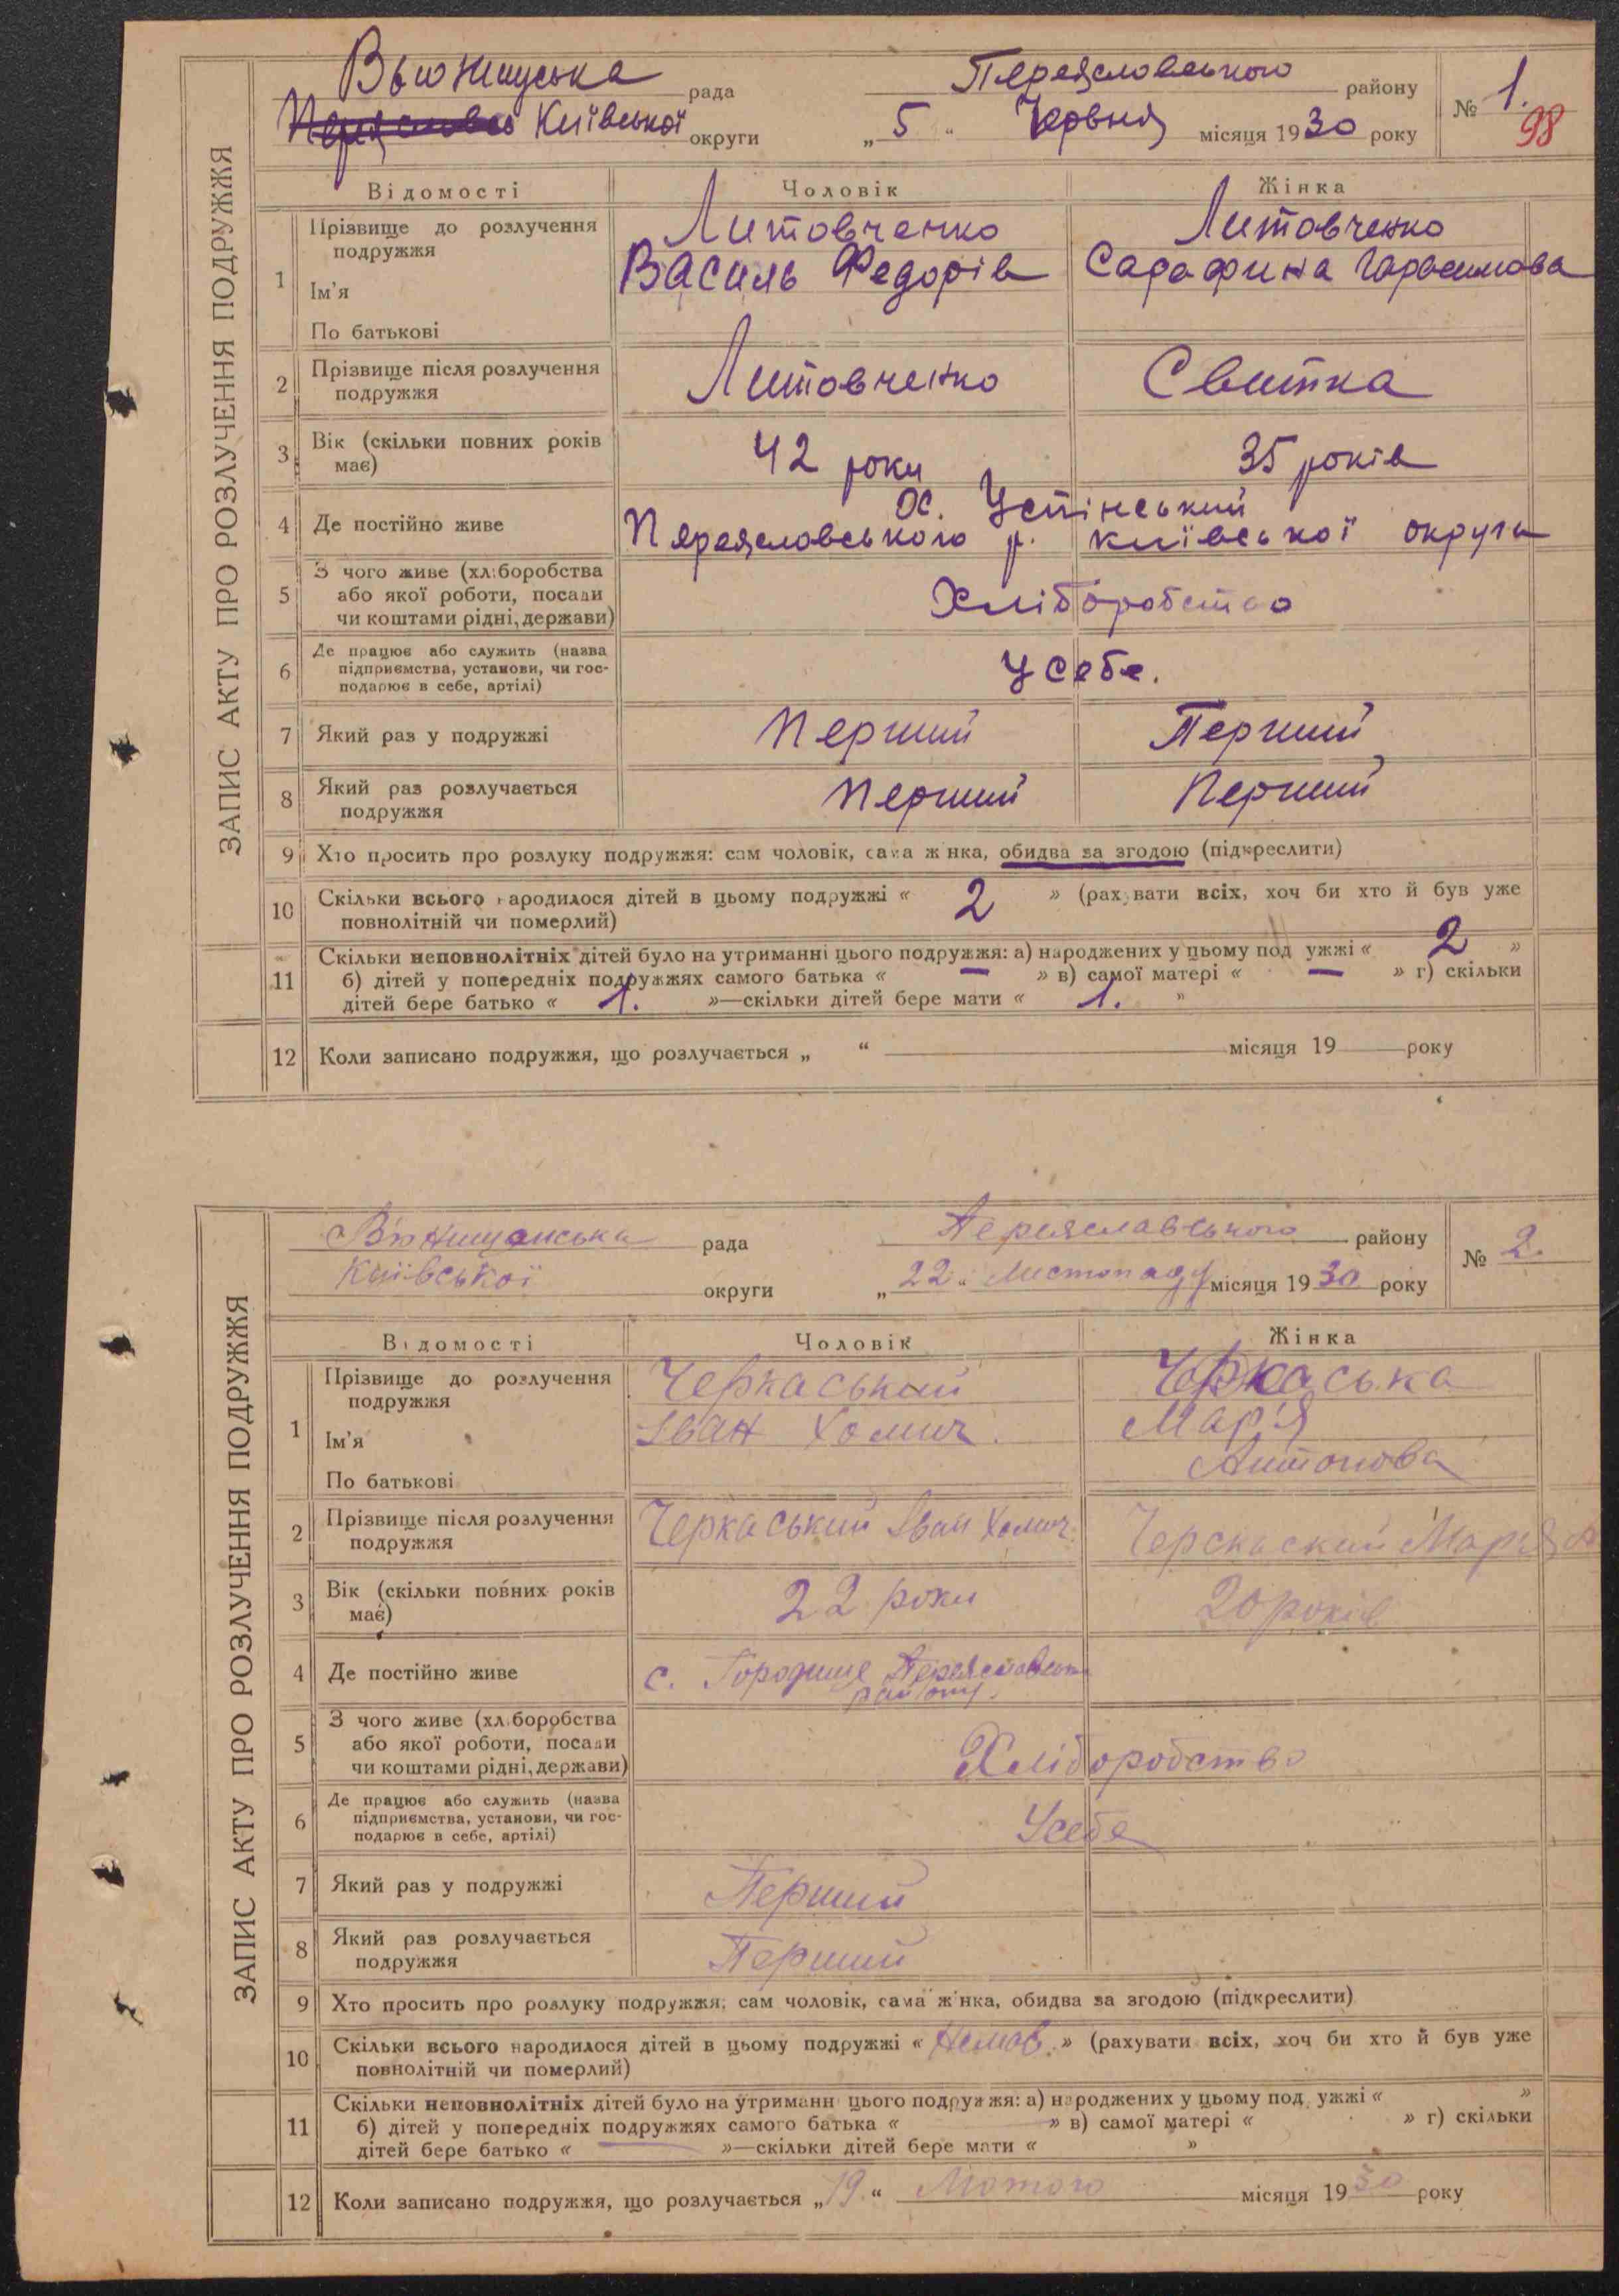 ЗАПИС АКТУ ПРО РОЗЛУЧЕННЯ ПОДРУЖЖЯ
Вьюнищуська рада Переясловського району № 1.
Київської округи „ 5 “ Червня місяця 1930 року 98
Відомості Чоловік Жінка
1 Прізвище до розлучення подружжя Литовченко Литовченко
Ім'я Василь Федорів Сарафина Гарасимова
По батькові
2 Прізвище після розлучення подружжя Литовченко Свитка
3 Вік (скільки повних років має) 42 роки 35 років
4 Де постійно живе х. Успінський
Переясловського р. київської округи
5 З чого живе (хліборобства або якої роботи, посади чи коштами рідні, держави) Хліборобство
6 Де працює або служить (назва підприємства, установи, чи господарює в себе, артілі) У себе.
7 Який раз у подружжі Перший Перший
8 Який раз розлучається подружжя Перший Перший
9 Хто просить про розлуку подружжя: сам чоловік, сама жінка, обидва за згодою (підкреслити)
10 Скільки всього народилося дітей в цьому подружжі « 2 » (рахувати всіх, хоч би хто й був уже
повнолітній чи померлий)
11 Скільки неповнолітніх дітей було на утриманні цього подружжя: а) народжених у цьому под ужжі « 2 »
б) дітей у попередніх подружжях самого батька « — » в) самої матері « — » г) скільки
дітей бере батько « 1. »—скільки дітей бере мати « 1. »
12 Коли записано подружжя, що розлучається „ “ місяця 19 року
ЗАПИС АКТУ ПРО РОЗЛУЧЕННЯ ПОДРУЖЖЯ
Вюнищанська рада Переяславського району № 2.
Київської округи „ 22 “ Листопаду місяця 1930 року
Відомості Чоловік Жінка
1 Прізвище до розлучення подружжя Черкаський Черкаська
Ім'я Іван Хомич. Мар'я
По батькові Антонова
2 Прізвище після розлучення подружжя Черкаський Іван Хомич Черскаский Мар'я А
3 Вік (скільки повних років має) 22 роки 20 років
4 Де постійно живе с. Городище Переяславськ
району.
5 З чого живе (хліборобства або якої роботи, посади чи коштами рідні, держави) Хліборобство
6 Де працює або служить (назва підприємства, установи, чи господарює в себе, артілі) Усебе
7 Який раз у подружжі Перший
8 Який раз розлучається подружжя Перший
9 Хто просить про розлуку подружжя; сам чоловік, сама жінка, обидва за згодою (підкреслити)
10 Скільки всього народилося дітей в цьому подружжі « Немає. » (рахувати всіх, хоч би хто й був уже
повнолітній чи померлий)
11 Скільки неповнолітніх дітей було на утриманні цього подружжя: а) народжених у цьому под ужжі « »
б) дітей у попередніх подружжях самого батька « » в) самої матері « » г) скільки
дітей бере батько « »—скільки дітей бере мати « »
12 Коли записано подружжя, що розлучається „ 19 “ Лютого місяця 1930 року